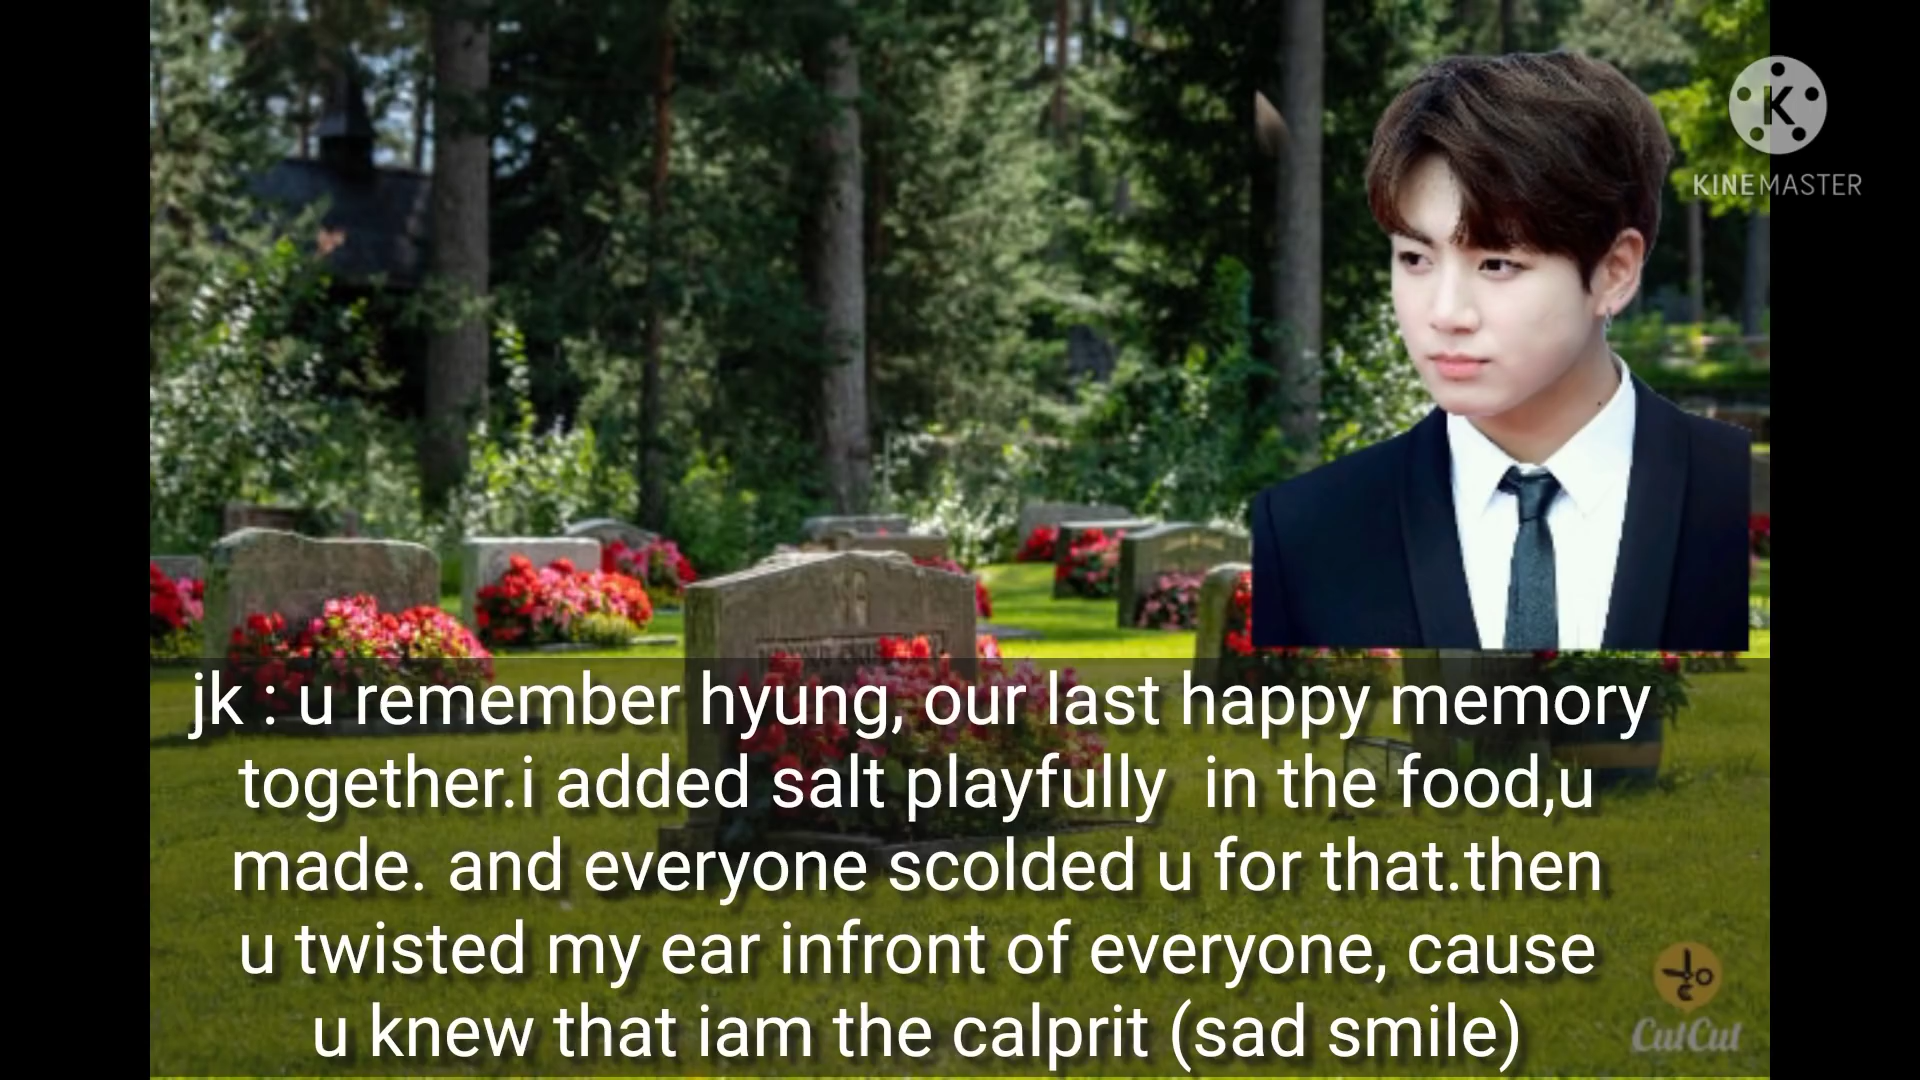 KINEMASTER
jk : u remember hyung, our last happy memory
together.i added salt playfully  in the food,u
made. and everyone scolded u for that.then
u twisted my ear infront of everyone, cause
u knew that iam the calprit (sad smile)
CutCut